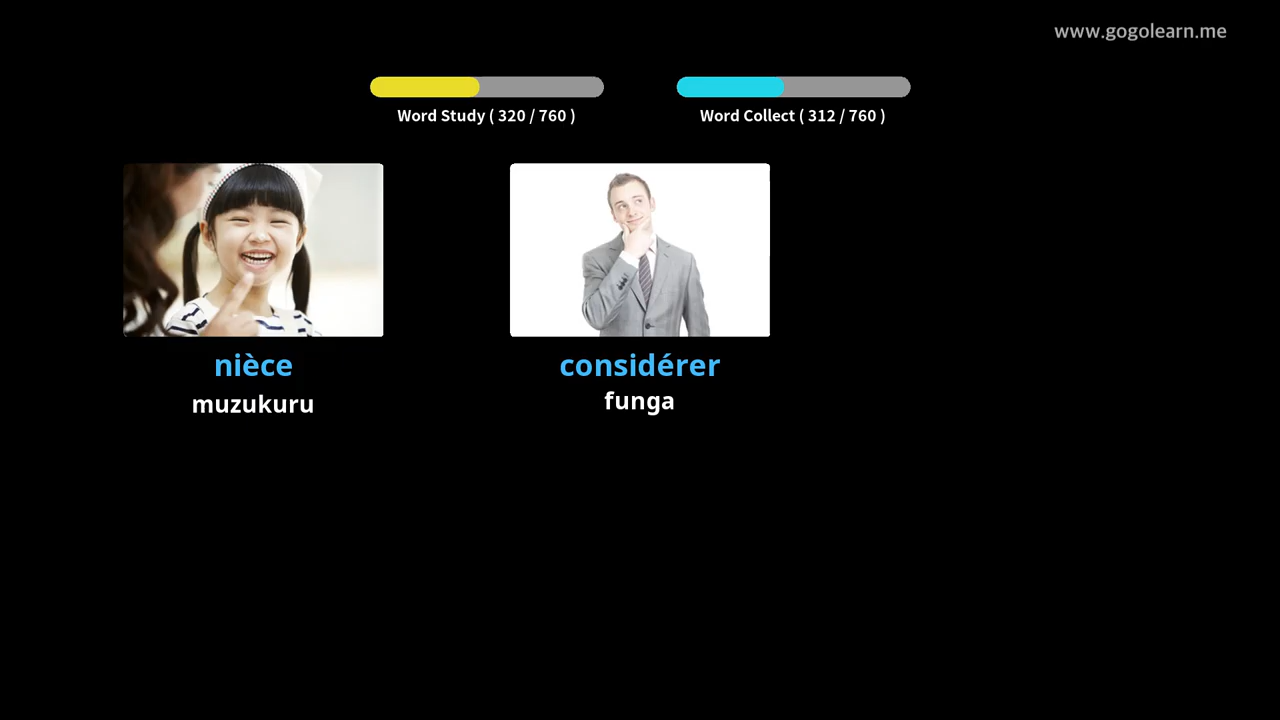 www.gogolearn.me
Word Study ( 320 / 760 )
Word Collect ( 312 / 760 )
nièce
muzukuru
considérer
funga